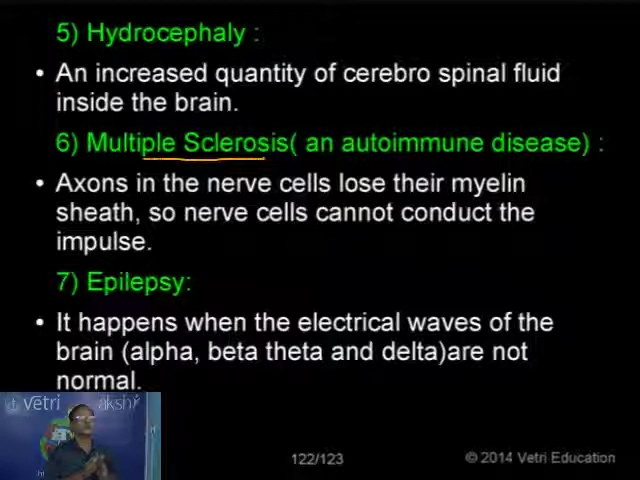 5) Hydrocephaly :
• An increased quantity of cerebro spinal fluid
inside the brain.
6) Multiple Sclerosis( an autoimmune disease) :
• Axons in the nerve cells lose their myelin
sheath, so nerve cells cannot conduct the
impulse.
7) Epilepsy:
• It happens when the electrical waves of the
brain (alpha, beta theta and delta)are not
normal.
Vetri
122/123
© 2014 Vetri Education